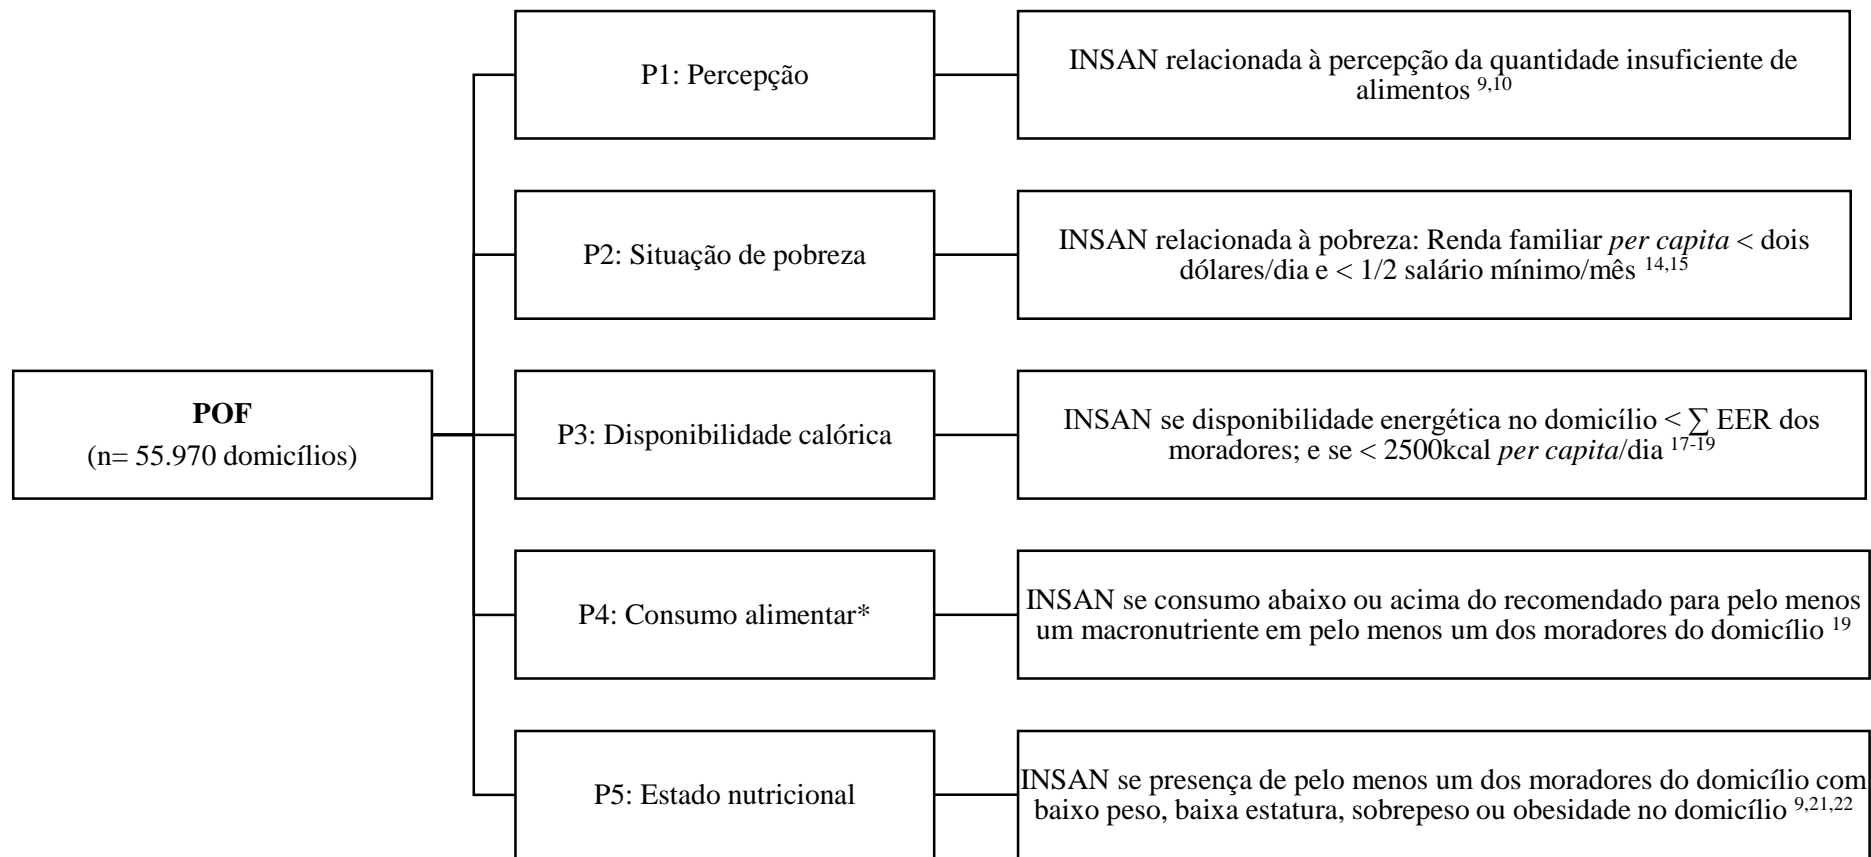 P1: Percepção
INSAN relacionada à percepção da quantidade insuficiente de
alimentos 9,10
P2: Situação de pobreza
INSAN relacionada à pobreza: Renda familiar per capita < dois
dólares/dia e < 1/2 salário mínimo/mês 14,15
POF
(n= 55.970 domicílios)
P3: Disponibilidade calórica
INSAN se disponibilidade energética no domicílio < ∑ EER dos
moradores; e se < 2500kcal per capita/dia 17-19
P4: Consumo alimentar*
INSAN se consumo abaixo ou acima do recomendado para pelo menos
um macronutriente em pelo menos um dos moradores do domicílio 19
P5: Estado nutricional
INSAN se presença de pelo menos um dos moradores do domicílio com
baixo peso, baixa estatura, sobrepeso ou obesidade no domicílio 9,21,22